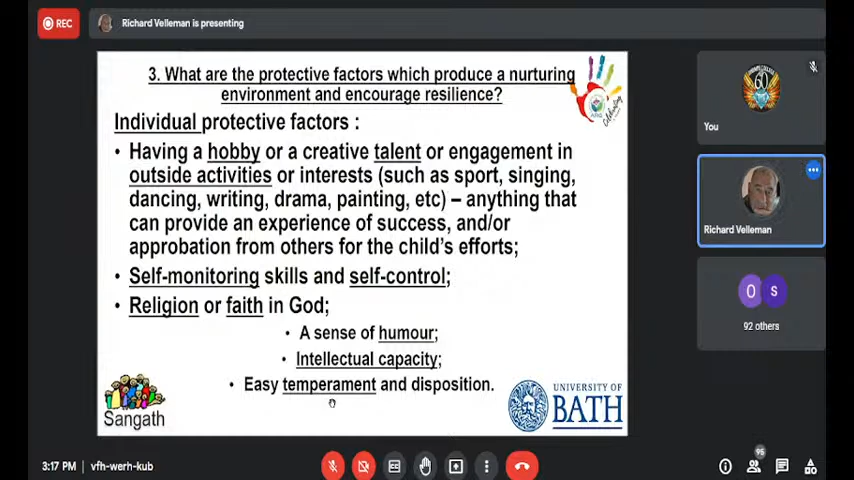 REC
Richard Velleman is presenting
3. What are the protective factors which produce a nurturing
environment and encourage resilience?
Individual protective factors :
• Having a hobby or a creative talent or engagement in
outside activities or interests (such as sport, singing,
dancing, writing, drama, painting, etc) – anything that
can provide an experience of success, and/or
approbation from others for the child's efforts;
• Self-monitoring skills and self-control;
• Religion or faith in God;
• A sense of humour;
• Intellectual capacity;
• Easy temperament and disposition.
Sangath
UNIVERSITY OF
BATH
60
You
Richard Velleman
O S
92 others
3:17 PM | vfh-werh-kub
95